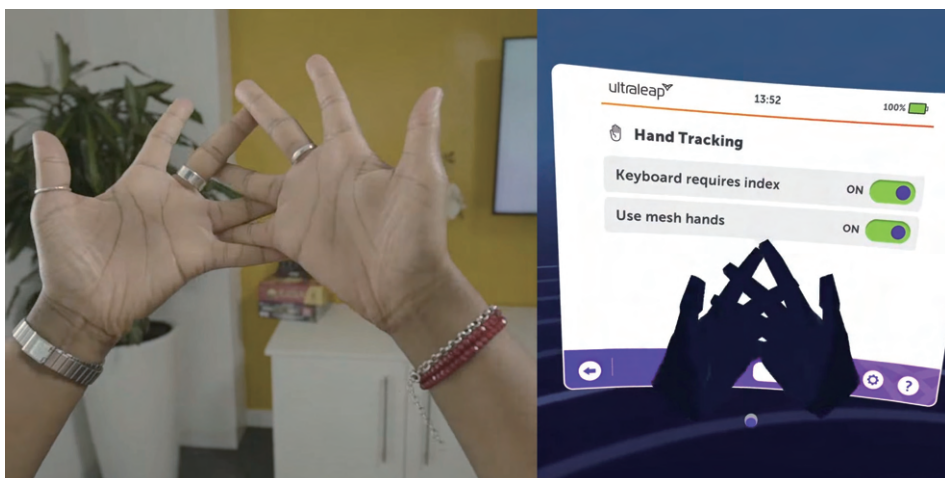 ultraleap
13:52
100%
Hand Tracking
Keyboard requires index ON
Use mesh hands ON
?